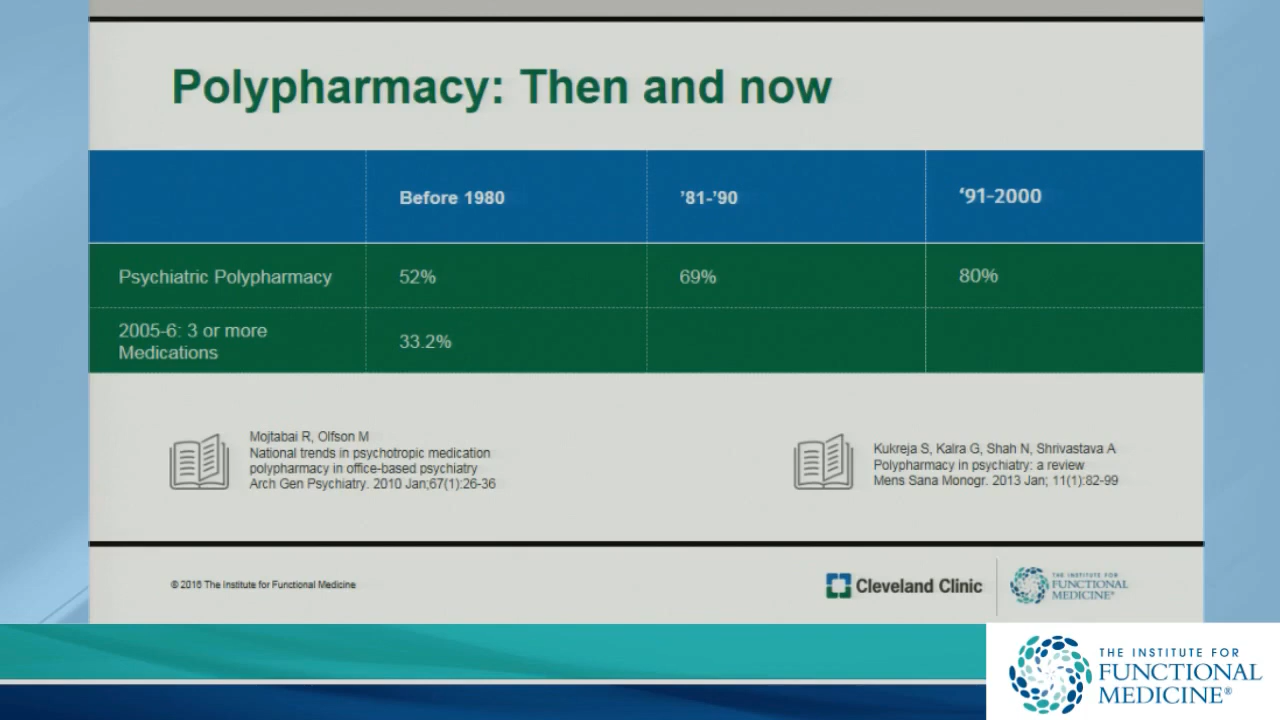 Polypharmacy: Then and now
Before 1980
’81-’90
‘91-2000
Psychiatric Polypharmacy
52%
69%
80%
2005-6: 3 or more
Medications
33.2%
Mojtabai R, Olfson M
National trends in psychotropic medication
polypharmacy in office-based psychiatry
Arch Gen Psychiatry. 2010 Jan;67(1):26-36
Kukreja S, Kalra G, Shah N, Shrivastava A
Polypharmacy in psychiatry: a review
Mens Sana Monogr. 2013 Jan; 11(1):82-99
© 2016 The Institute for Functional Medicine
Cleveland Clinic
THE INSTITUTE FOR
FUNCTIONAL
MEDICINE®
THE INSTITUTE FOR
FUNCTIONAL
MEDICINE®